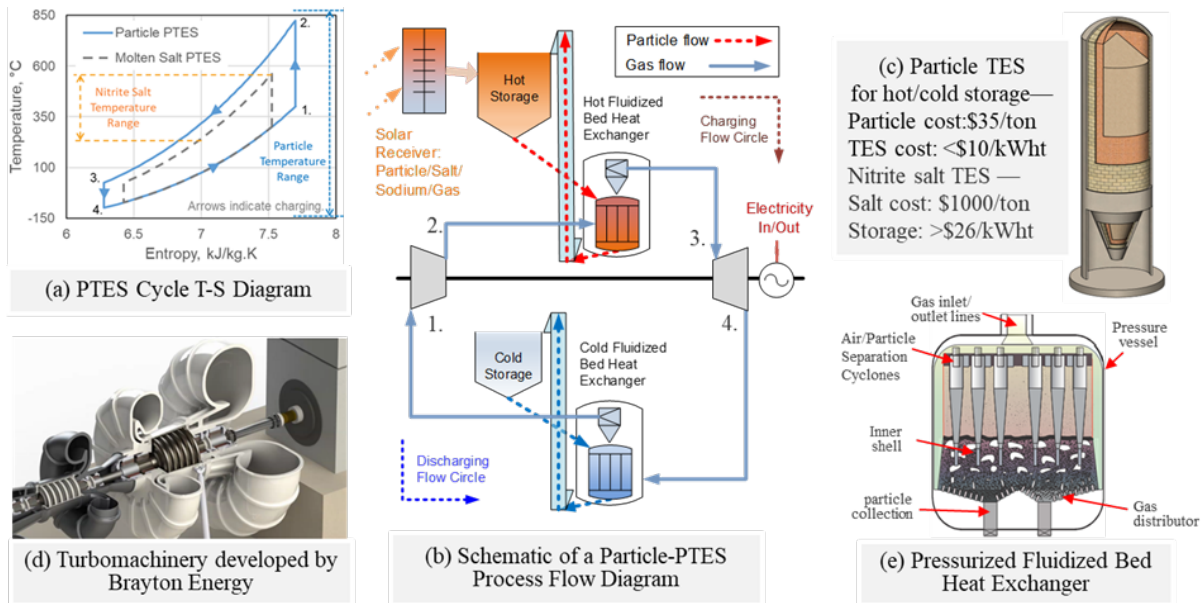 850
600
350
100
-150
Temperature, °C
Particle PTES
Molten Salt PTES
2.
Nitrite Salt
Temperature
Range
1.
Particle
Temperature
Range
3.
4.
Arrows indicate charging.
6
6.5
7
7.5
8
Entropy, kJ/kg.K
(a) PTES Cycle T-S Diagram
Particle flow
Gas flow
Hot
Storage
Hot Fluidized
Bed Heat
Exchanger
Charging
Flow Circle
Solar
Receiver:
Particle/Salt/
Sodium/Gas
2.
3.
Electricity
In/Out
1.
4.
Cold
Storage
Cold Fluidized
Bed Heat
Exchanger
Discharging
Flow Circle
(b) Schematic of a Particle-PTES
Process Flow Diagram
(c) Particle TES
for hot/cold storage—
Particle cost:$35/ton
TES cost: <$10/kWht
Nitrite salt TES —
Salt cost: $1000/ton
Storage: >$26/kWht
(d) Turbomachinery developed by
Brayton Energy
Gas inlet/
outlet lines
Pressure
vessel
Air/Particle
Separation
Cyclones
Inner
shell
particle
collection
Gas
distributor
(e) Pressurized Fluidized Bed
Heat Exchanger